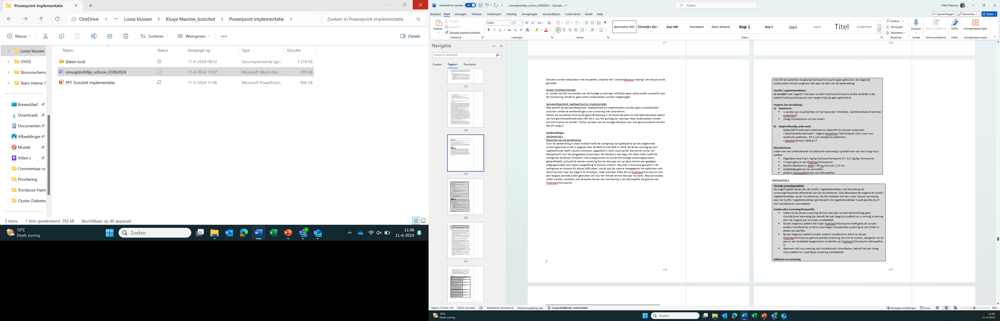 Powerpoint implementatie
OneDrive
Losse klussen
Klusje Maxime_toxiciteit
Powerpoint implementatie
Zoeken in Powerpoint implementatie
Nieuw
Sorteren
Weergeven
Details
Naam
Status
Gewijzigd op
Type
Grootte
Losse klussen
OHSS
Stroomschema
Team interne 1
[taken toxi]
11-6-2024 08:52
Gecomprimeerde (ge...
1.318 kB
conceptrichtlijn_schoon_03062024
11-6-2024 11:07
Microsoft Word-doc...
393 kB
PPT Toxiciteit Implementatie
11-6-2024 11:06
Microsoft PowerPoint...
906 kB
Bureaublad
Downloads
Documenten
Afbeeldingen
Muziek
Video's
Commentaar sc
Prioritering
Trombose Hann
Cluster Diabetes
3 items
1 item geselecteerd 392 kB
Beschikbaar op dit apparaat
13°C
Deels zonnig
Zoeken
11:08
11-6-2024
Automatisch opslaan
conceptrichtlijn_schoon_03062024 • Opslaan...
Zoeken
Fieke Pepping
Bestand Start Invoegen Tekenen Ontwerpen Indeling Verwijzingen Verzendlijsten Controleren Beeld Help
Opmerkingen
Bewerken
Delen
Plakken
Knippen
Kopiëren
Opmaak kopiëren/plakken
Klembord
Calibri
11
Lettertype
Alinea
Basistekst FMS
Kleurrijke lijst -
kop rldb
Standaard
Geen afstand
Kop 1
Kop 3
Kop 4
Kop 6
Titel
Ondertitel
Stijlen
Zoeken
Vervangen
Selecteren
Bewerken
Dicteren
Spraak
Vertrouwelijkheid
Vertrouwelijkheid
Editor
Editor
Invoegtoepassingen
Invoegtoepassingen
Navigatie
Zoeken in document
Koppen Pagina's Resultaten
117
118
119
120
121
117
hiervan) worden besproken met de patiënt, waarna met "shared-decision making" een keuze wordt
gemaakt.
Kosten (middelenbeslag)
Er worden bij het voortzetten van de huidige screenings richtlijnen geen extra kosten verwacht voor
de monitoring, omdat er geen extra onderzoeken worden toegevoegd.
Aanvaardbaarheid, haalbaarheid en implementatie
Wat betreft de aanvaardbaarheid, haalbaarheid en implementatie worden geen moeilijkheden
voorzien omdat de aanbevelingen voor screening niet veranderen.
Gezien de verwachte druk op de gezondheidszorg in de komende jaren en het tijdsintensieve aspect
van het gezichtsveldonderzoek HFA 10-2, zou het gunstig zijn wanneer deze onderzoeken minder
verricht hoeven te worden. Echter op basis van de huidige literatuur kan niet geconcludeerd worden
dat dit veilig is.
Aanbevelingen
Aanbeveling-1
Rationale van de aanbeveling
Voor de aanbeveling in deze module heeft de werkgroep zich gebaseerd op het uitgebreide
screeningsprotocol dat is opgezet door de NVR en het NOG in 2018. De Britse vereniging voor
oogheelkunde heeft nieuwe richtlijnen opgesteld in 2021 zoals eerder benoemd, echter de
bewijskracht voor de aangepaste screening in de literatuur was laag. Om deze reden heeft de
werkgroep de Britse richtlijnen niet overgenomen en wordt het huidige screeningsprotocol
gehandhaafd, inclusief de eerste screening binnen één jaar om op deze manier een gedegen
uitgangssituatie voor latere vergelijking te kunnen creëren. Hierover is discussie geweest in de
werkgroep en hoewel dit advies blijft staan, wordt ook de nuance meegegeven om patiënten niet
direct bij start naar de oogarts te verwijzen, maar wanneer blijkt dat zij (hydroxy)chloroquine voor
een langere periode zullen gebruiken (en dus ten minste binnen één jaar na start). Nieuwe studies
zullen moeten uitwijzen wat de beste manier van monitoring is op retinopathie bij gebruik van
(hydroxy)chloroquine.
119
118
Verricht als patiënten langdurig hydroxychloroquine gaan gebruiken de volgende
onderzoeken binnen ongeveer één jaar na start van de behandeling:
Hoofd-/ regiebehandelaar:
a) verwijst naar oogarts < één jaar na start hydroxychloroquine (zodra duidelijk is dat
patiënt hydroxychloroquine voor langere tijd zal gaan gebruiken).
Oogarts (na verwijzing):
a) Anamnese:
▪ Is sprake van visusklachten (in het bijzonder: fotofobie, nachtblindheid of centrale
scotomen)?
▪ Vraag risicofactoren uit (zie onder).
b) Oogheelkundig onderzoek:
Subjectief functioneel onderzoek en objectief structureel onderzoek:
• Gezichtsveldonderzoek*: volgens Humphrey Field Analyzer (10-2 voor non-
Aziatische patiënten, 30-2 voor Aziatische patiënten)
• Spectral Domain Optical CT
Risicofactoren
Indien een van onderstaande risicofactoren aanwezig is spreekt men van een hoog-risico
patiënt:
▪ Dagelijkse dosering 5 mg/kg hydroxychloroquine of > 2,3 mg/kg chloroquine.
▪ > 5 jaar gebruik van (hydroxy)chloroquine.
▪ Nierfunctiestoornis: eGFR < 60 mL/min per 1,73 m2.
▪ Gelijktijdig gebruik van tamoxifen.
▪ Andere maculopathie dan wel retinopathie.
Aanbeveling-2
Vervolg screeningsadvies
De oogarts geeft advies aan de hoofd-/ regiebehandelaar met betrekking tot
screeningsfrequentie afhankelijk van de risicofactoren. Ook attendeert de oogarts de hoofd-/
regiebehandelaar op de risicofactoren. Bij het ontstaan hiervan is een nieuwe verwijzing
door de hoofd-/ regiebehandelaar geïndiceerd. De regiebehandelaar houdt jaarlijks bij of
zich risicofactoren ontwikkelen.
Aanbevolen screeningsfrequentie
▪ Indien bij de eerste screening (binnen een jaar na start behandeling) geen
risicofactoren aanwezig zijn betreft het een laagrisico patiënt en is vervolg screening
door de oogarts pas na 5 jaar noodzakelijk.
▪ Bij een laagrisico patiënt die 5 jaar (hydroxy)chloroquine heeft gebruikt zonder
andere risicofactoren is het te overwegen tweejaarlijks screening te verrichten in
plaats van jaarlijks.
▪ Bij een laagrisico patiënt zonder andere risicofactoren dient na 10 jaar
(hydroxy)chloroquine gebruik jaarlijks screening verricht te worden, aangezien na 10
jaar er een duidelijke toegenomen incidentie van (hydroxy)chloroquine retinopathie
is.
▪ Wanneer zich na screening wel risicofactoren ontwikkelen, betreft het een hoog-
risico patiënt en is jaarlijkse screening noodzakelijk.
Adviezen na screening
120
Pagina 119 van 159
62543 woorden
Nederlands (standaard)
Tekstvoorspelling: aan
Toegankelijkheid: onderzoeken
Weergave-instellingen
Focus
90%
13°C
Deels zonnig
Zoeken
11:08
11-6-2024